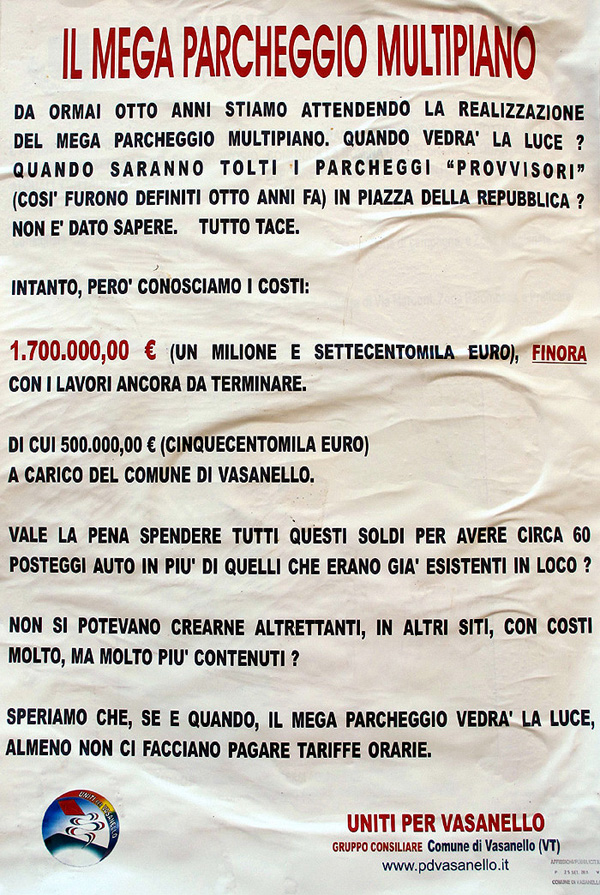 IL MEGA PARCHEGGIO MULTIPIANO
DA ORMAI OTTO ANNI STIAMO ATTENDENDO LA REALIZZAZIONE
DEL MEGA PARCHEGGIO MULTIPIANO. QUANDO VEDRA' LA LUCE ?
QUANDO SARANNO TOLTI I PARCHEGGI “PROVVISORI”
(COSI' FURONO DEFINITI OTTO ANNI FA) IN PIAZZA DELLA REPUBBLICA ?
NON E' DATO SAPERE. TUTTO TACE.
INTANTO, PERO' CONOSCIAMO I COSTI:
1.700.000,00 € (UN MILIONE E SETTECENTOMILA EURO), FINORA
CON I LAVORI ANCORA DA TERMINARE.
DI CUI 500.000,00 € (CINQUECENTOMILA EURO)
A CARICO DEL COMUNE DI VASANELLO.
VALE LA PENA SPENDERE TUTTI QUESTI SOLDI PER AVERE CIRCA 60
POSTEGGI AUTO IN PIU' DI QUELLI CHE ERANO GIA' ESISTENTI IN LOCO ?
NON SI POTEVANO CREARNE ALTRETTANTI, IN ALTRI SITI, CON COSTI
MOLTO, MA MOLTO PIU' CONTENUTI ?
SPERIAMO CHE, SE E QUANDO, IL MEGA PARCHEGGIO VEDRA' LA LUCE,
ALMENO NON CI FACCIANO PAGARE TARIFFE ORARIE.
UNITI PER VASANELLO
UNITI PER VASANELLO
GRUPPO CONSILIARE Comune di Vasanello (VT)
www.pdvasanello.it
COMUNE DI VASANELLO